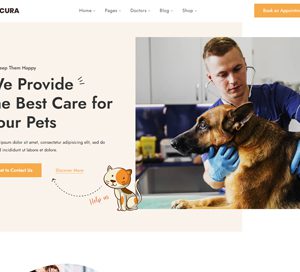 CURA
Home Pages Doctors Blog Shop
Book an Appointme
eep Them Happy
We Provide
he Best Care for
our Pets
ipsum dolor sit amet, consectetur adipisicing elit, sed do
d incididunt ut labore et dolore.
to Contact Us Discover More
Help us